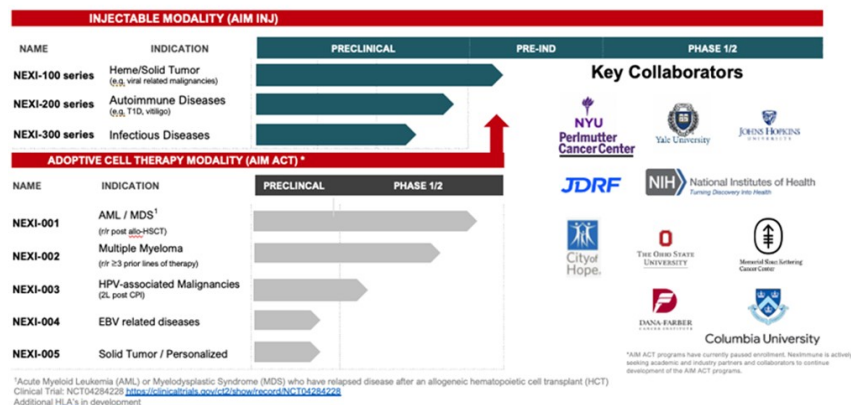 INJECTABLE MODALITY (AIM INJ)
NAME INDICATION PRECLINICAL PRE-IND PHASE 1/2
NEXI-100 series Heme/Solid Tumor
(e.g. viral related malignancies)
NEXI-200 series Autoimmune Diseases
(e.g. T1D, vitiligo)
NEXI-300 series Infectious Diseases
ADOPTIVE CELL THERAPY MODALITY (AIM ACT) *
NAME INDICATION PRECLINCAL PHASE 1/2
NEXI-001 AML / MDS¹
(r/r post allo-HSCT)
NEXI-002 Multiple Myeloma
(r/r ≥3 prior lines of therapy)
NEXI-003 HPV-associated Malignancies
(2L post CPI)
NEXI-004 EBV related diseases
NEXI-005 Solid Tumor / Personalized
Key Collaborators
NYU
Perlmutter
Cancer Center
Yale University
JOHNS HOPKINS
UNIVERSITY
JDRF
NIH National Institutes of Health
Turning Discovery Into Health
City of
Hope.
THE OHIO STATE
UNIVERSITY
Memorial Sloan Kettering
Cancer Center
DANA-FARBER
CANCER INSTITUTE
Columbia University
*AIM ACT programs have currently paused enrollment. NexImmune is actively
seeking academic and industry partners and collaborators to continue
development of the AIM ACT programs.
¹Acute Myeloid Leukemia (AML) or Myelodysplastic Syndrome (MDS) who have relapsed disease after an allogeneic hematopoietic cell transplant (HCT)
Clinical Trial: NCT04284228 https://clinicaltrials.gov/ct2/show/record/NCT04284228
Additional HLA's in development